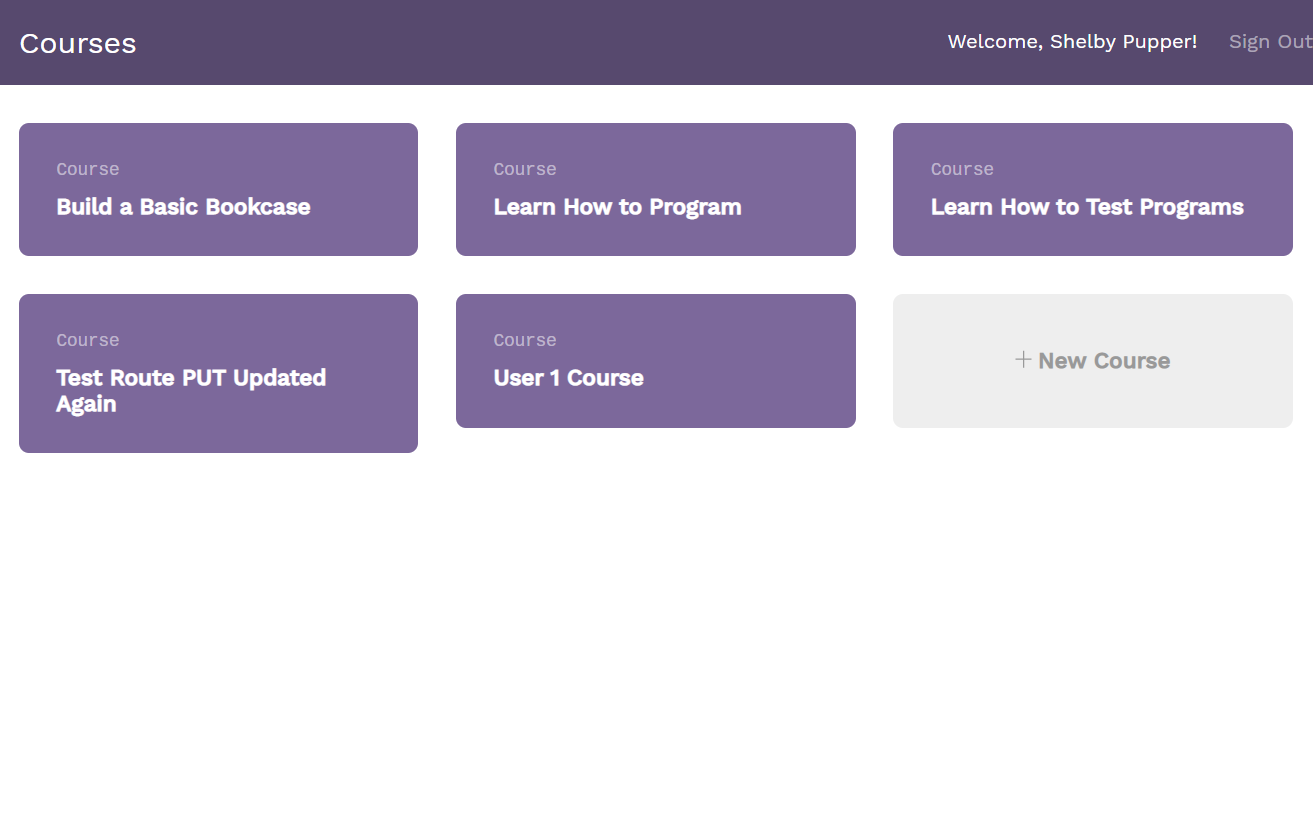 Courses
Welcome, Shelby Pupper! Sign Out
Course
Build a Basic Bookcase
Course
Learn How to Program
Course
Learn How to Test Programs
Course
Test Route PUT Updated
Again
Course
User 1 Course
+ New Course